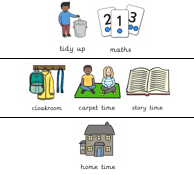 2 1 3
tidy up maths
cloakroom carpet time story time
home time